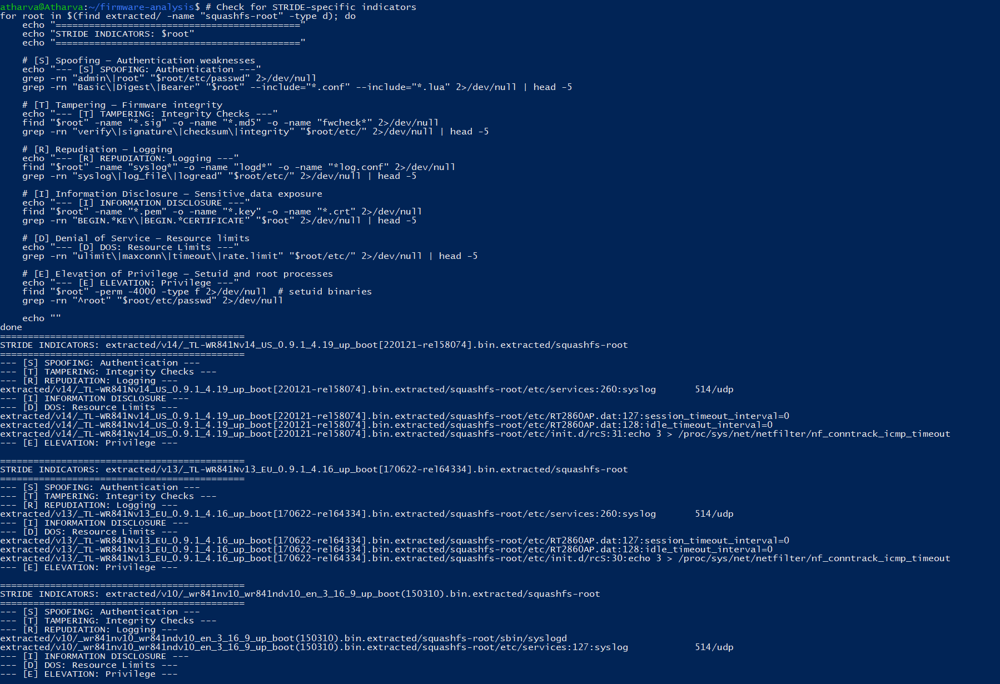 atharva@Atharva:~/firmware-analysis$ # Check for STRIDE-specific indicators
for root in $(find extracted/ -name "squashfs-root" -type d); do
    echo "============================================"
    echo "STRIDE INDICATORS: $root"
    echo "============================================"

    # [S] Spoofing — Authentication weaknesses
    echo "--- [S] SPOOFING: Authentication ---"
    grep -rn "admin\|root" "$root/etc/passwd" 2>/dev/null
    grep -rn "Basic\|Digest\|Bearer" "$root" --include="*.conf" --include="*.lua" 2>/dev/null | head -5

    # [T] Tampering — Firmware integrity
    echo "--- [T] TAMPERING: Integrity Checks ---"
    find "$root" -name "*.sig" -o -name "*.md5" -o -name "fwcheck*" 2>/dev/null
    grep -rn "verify\|signature\|checksum\|integrity" "$root/etc/" 2>/dev/null | head -5

    # [R] Repudiation — Logging
    echo "--- [R] REPUDIATION: Logging ---"
    find "$root" -name "syslog*" -o -name "logd*" -o -name "*log.conf" 2>/dev/null
    grep -rn "syslog\|log_file\|logread" "$root/etc/" 2>/dev/null | head -5

    # [I] Information Disclosure — Sensitive data exposure
    echo "--- [I] INFORMATION DISCLOSURE ---"
    find "$root" -name "*.pem" -o -name "*.key" -o -name "*.crt" 2>/dev/null
    grep -rn "BEGIN.*KEY\|BEGIN.*CERTIFICATE" "$root" 2>/dev/null | head -5

    # [D] Denial of Service — Resource limits
    echo "--- [D] DOS: Resource Limits ---"
    grep -rn "ulimit\|maxconn\|timeout\|rate.limit" "$root/etc/" 2>/dev/null | head -5

    # [E] Elevation of Privilege — Setuid and root processes
    echo "--- [E] ELEVATION: Privilege ---"
    find "$root" -perm -4000 -type f 2>/dev/null  # setuid binaries
    grep -rn "^root" "$root/etc/passwd" 2>/dev/null

    echo ""
done
============================================
STRIDE INDICATORS: extracted/v14/_TL-WR841Nv14_US_0.9.1_4.19_up_boot[220121-rel58074].bin.extracted/squashfs-root
============================================
--- [S] SPOOFING: Authentication ---
--- [T] TAMPERING: Integrity Checks ---
--- [R] REPUDIATION: Logging ---
extracted/v14/_TL-WR841Nv14_US_0.9.1_4.19_up_boot[220121-rel58074].bin.extracted/squashfs-root/etc/services:260:syslog       514/udp
--- [I] INFORMATION DISCLOSURE ---
--- [D] DOS: Resource Limits ---
extracted/v14/_TL-WR841Nv14_US_0.9.1_4.19_up_boot[220121-rel58074].bin.extracted/squashfs-root/etc/RT2860AP.dat:127:session_timeout_interval=0
extracted/v14/_TL-WR841Nv14_US_0.9.1_4.19_up_boot[220121-rel58074].bin.extracted/squashfs-root/etc/RT2860AP.dat:128:idle_timeout_interval=0
extracted/v14/_TL-WR841Nv14_US_0.9.1_4.19_up_boot[220121-rel58074].bin.extracted/squashfs-root/etc/init.d/rcS:31:echo 3 > /proc/sys/net/netfilter/nf_conntrack_icmp_timeout
--- [E] ELEVATION: Privilege ---

============================================
STRIDE INDICATORS: extracted/v13/_TL-WR841Nv13_EU_0.9.1_4.16_up_boot[170622-rel64334].bin.extracted/squashfs-root
============================================
--- [S] SPOOFING: Authentication ---
--- [T] TAMPERING: Integrity Checks ---
--- [R] REPUDIATION: Logging ---
extracted/v13/_TL-WR841Nv13_EU_0.9.1_4.16_up_boot[170622-rel64334].bin.extracted/squashfs-root/etc/services:260:syslog       514/udp
--- [I] INFORMATION DISCLOSURE ---
--- [D] DOS: Resource Limits ---
extracted/v13/_TL-WR841Nv13_EU_0.9.1_4.16_up_boot[170622-rel64334].bin.extracted/squashfs-root/etc/RT2860AP.dat:127:session_timeout_interval=0
extracted/v13/_TL-WR841Nv13_EU_0.9.1_4.16_up_boot[170622-rel64334].bin.extracted/squashfs-root/etc/RT2860AP.dat:128:idle_timeout_interval=0
extracted/v13/_TL-WR841Nv13_EU_0.9.1_4.16_up_boot[170622-rel64334].bin.extracted/squashfs-root/etc/init.d/rcS:30:echo 3 > /proc/sys/net/netfilter/nf_conntrack_icmp_timeout
--- [E] ELEVATION: Privilege ---

============================================
STRIDE INDICATORS: extracted/v10/_wr841nv10_wr841ndv10_en_3_16_9_up_boot(150310).bin.extracted/squashfs-root
============================================
--- [S] SPOOFING: Authentication ---
--- [T] TAMPERING: Integrity Checks ---
--- [R] REPUDIATION: Logging ---
extracted/v10/_wr841nv10_wr841ndv10_en_3_16_9_up_boot(150310).bin.extracted/squashfs-root/sbin/syslogd
extracted/v10/_wr841nv10_wr841ndv10_en_3_16_9_up_boot(150310).bin.extracted/squashfs-root/etc/services:127:syslog            514/udp
--- [I] INFORMATION DISCLOSURE ---
--- [D] DOS: Resource Limits ---
--- [E] ELEVATION: Privilege ---